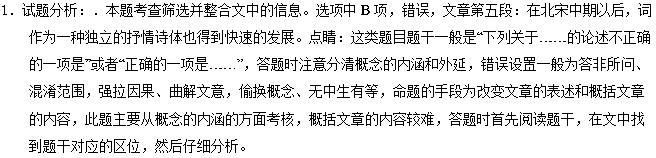 1. 试题分析：．本题考查筛选并整合文中的信息。选项中 B 项，错误，文章第五段：在北宋中期以后，词
作为一种独立的抒情诗体也得到快速的发展。点睛：这类题目题干一般是“下列关于……的论述不正确
的一项是”或者“正确的一项是……”，答题时注意分清概念的内涵和外延，错误设置一般为答非所问、
混淆范围，强拉因果、曲解文意，偷换概念、无中生有等，命题的手段为改变文章的表述和概括文章
的内容，此题主要从概念的内涵的方面考核，概括文章的内容较难，答题时首先阅读题干，在文中找
到题干对应的区位，然后仔细分析。